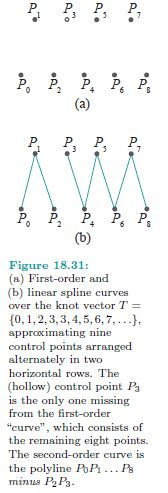 P₁ P₃ P₅ P₇
P₀ P₂ P₄ P₆ P₈
(a)
P₁ P₃ P₅ P₇
P₀ P₂ P₄ P₆ P₈
(b)
Figure 18.31:
(a) First-order and
(b) linear spline curves
over the knot vector T =
{0, 1, 2, 3, 3, 4, 5, 6, 7, . . .},
approximating nine
control points arranged
alternately in two
horizontal rows. The
(hollow) control point P₃
is the only one missing
from the first-order
“curve”, which consists of
the remaining eight points.
The second-order curve is
the polyline P₀P₁ . . . P₈
minus P₂P₃.